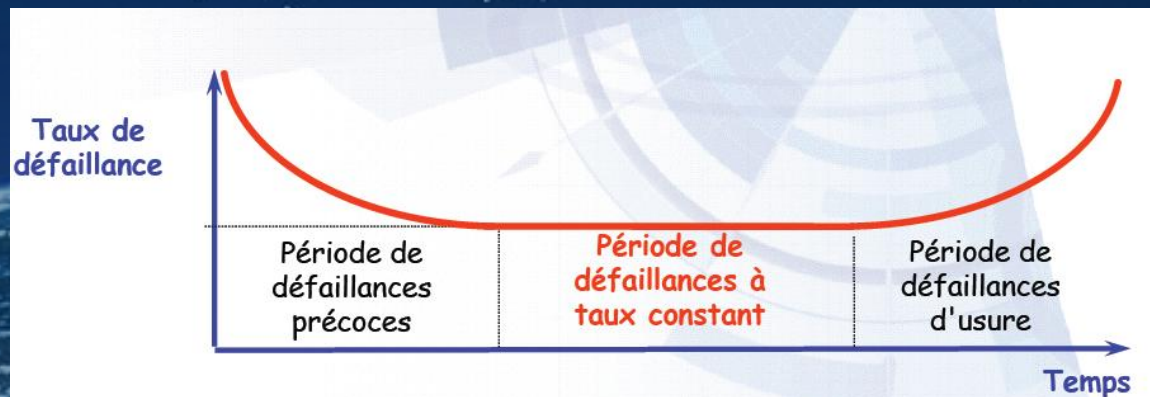 Taux de
défaillance
Période de
défaillances
précoces
Période de
défaillances à
taux constant
Période de
défaillances
d'usure
Temps